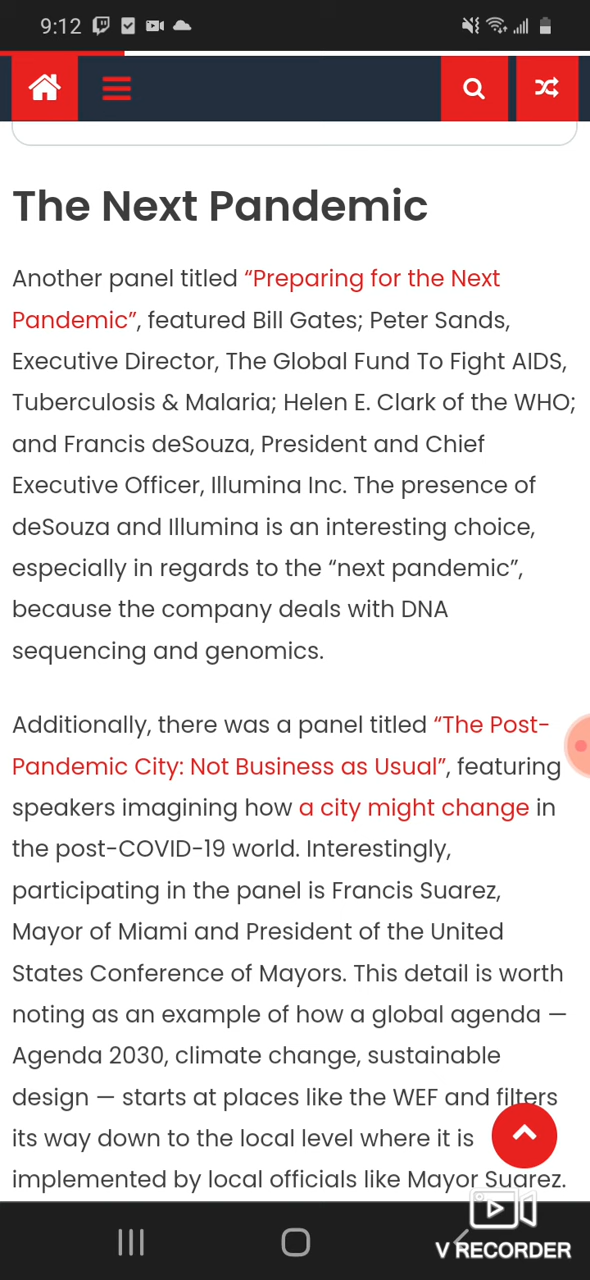 9:12
The Next Pandemic
Another panel titled “Preparing for the Next
Pandemic”, featured Bill Gates; Peter Sands,
Executive Director, The Global Fund To Fight AIDS,
Tuberculosis & Malaria; Helen E. Clark of the WHO;
and Francis deSouza, President and Chief
Executive Officer, Illumina Inc. The presence of
deSouza and Illumina is an interesting choice,
especially in regards to the “next pandemic”,
because the company deals with DNA
sequencing and genomics.
Additionally, there was a panel titled “The Post-
Pandemic City: Not Business as Usual”, featuring
speakers imagining how a city might change in
the post-COVID-19 world. Interestingly,
participating in the panel is Francis Suarez,
Mayor of Miami and President of the United
States Conference of Mayors. This detail is worth
noting as an example of how a global agenda —
Agenda 2030, climate change, sustainable
design — starts at places like the WEF and filters
its way down to the local level where it is
implemented by local officials like Mayor Suarez.
V RECORDER